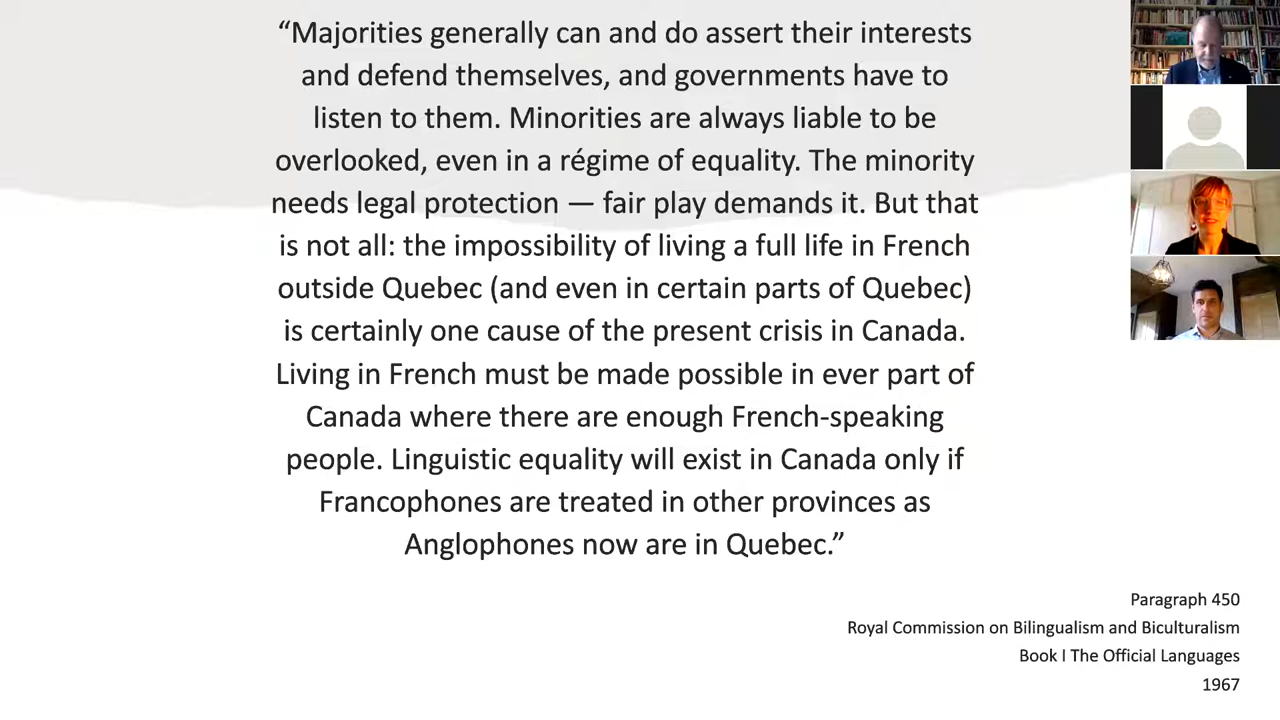 “Majorities generally can and do assert their interests
and defend themselves, and governments have to
listen to them. Minorities are always liable to be
overlooked, even in a régime of equality. The minority
needs legal protection — fair play demands it. But that
is not all: the impossibility of living a full life in French
outside Quebec (and even in certain parts of Quebec)
is certainly one cause of the present crisis in Canada.
Living in French must be made possible in ever part of
Canada where there are enough French-speaking
people. Linguistic equality will exist in Canada only if
Francophones are treated in other provinces as
Anglophones now are in Quebec.”
Paragraph 450
Royal Commission on Bilingualism and Biculturalism
Book I The Official Languages
1967